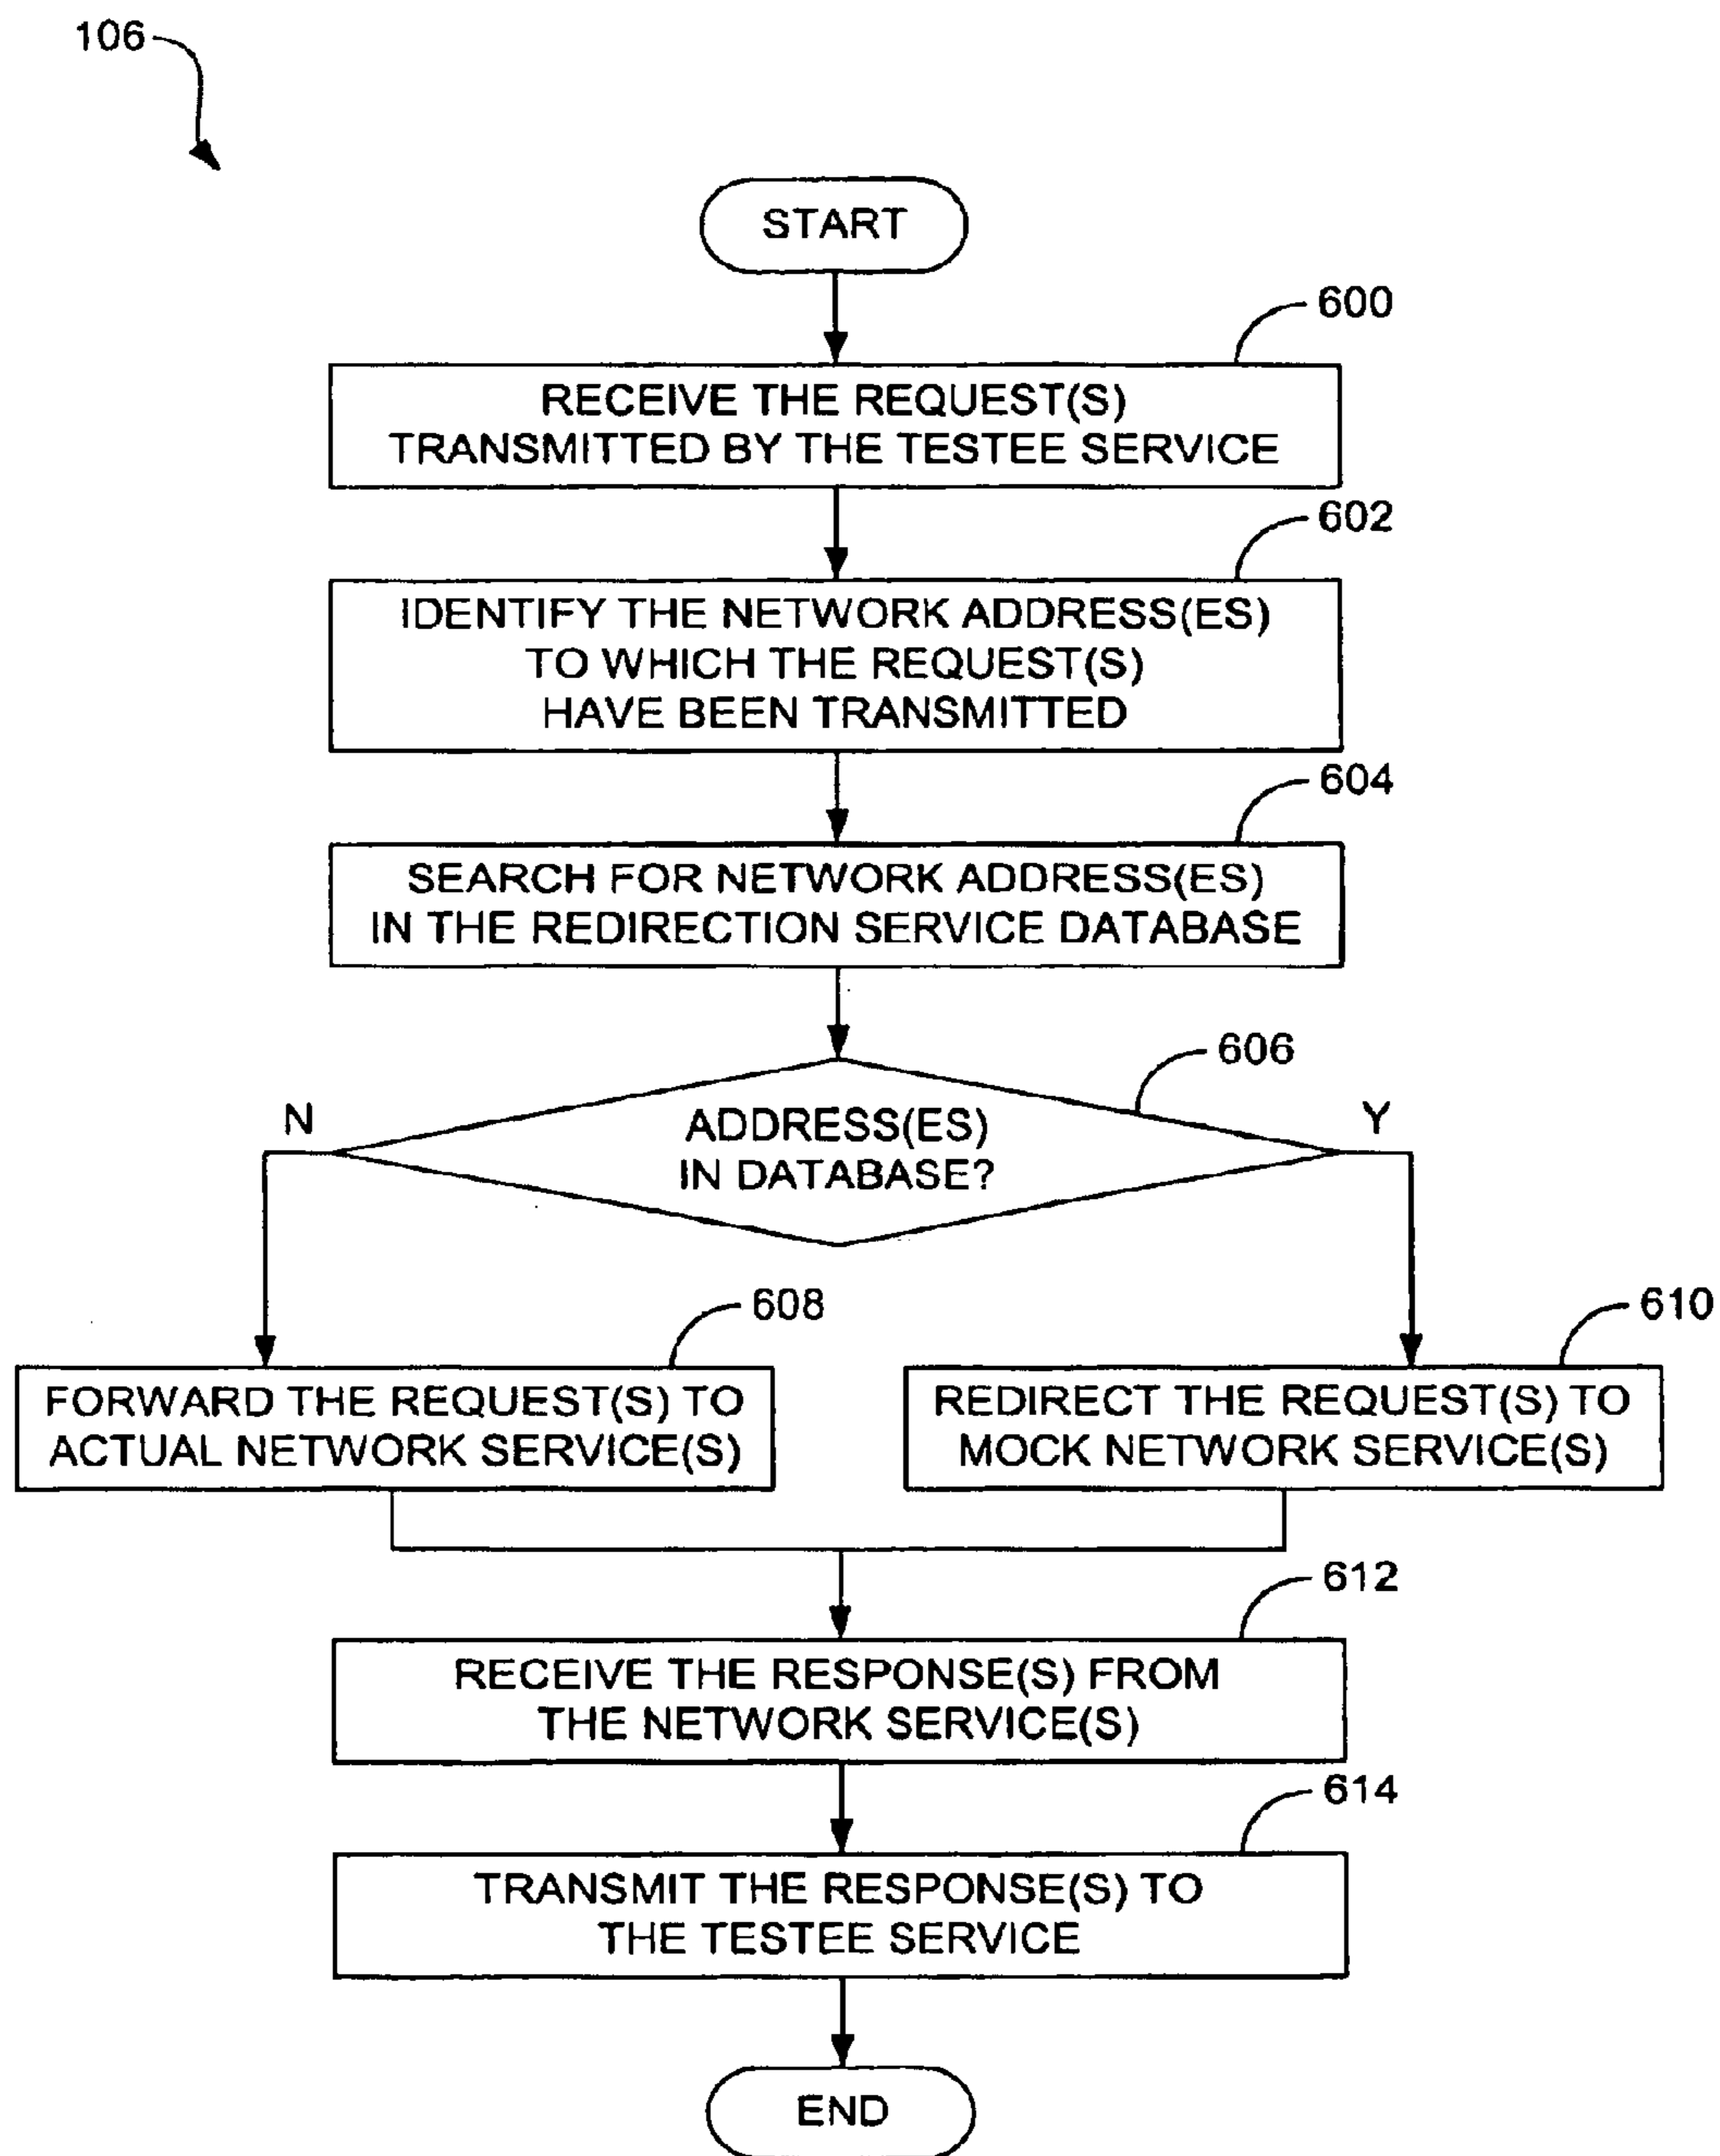 106
START
600
RECEIVE THE REQUEST(S)
TRANSMITTED BY THE TESTEE SERVICE
602
IDENTIFY THE NETWORK ADDRESS(ES)
TO WHICH THE REQUEST(S)
HAVE BEEN TRANSMITTED
604
SEARCH FOR NETWORK ADDRESS(ES)
IN THE REDIRECTION SERVICE DATABASE
606
N
ADDRESS(ES)
IN DATABASE?
Y
608
FORWARD THE REQUEST(S) TO
ACTUAL NETWORK SERVICE(S)
610
REDIRECT THE REQUEST(S) TO
MOCK NETWORK SERVICE(S)
612
RECEIVE THE RESPONSE(S) FROM
THE NETWORK SERVICE(S)
614
TRANSMIT THE RESPONSE(S) TO
THE TESTEE SERVICE
END